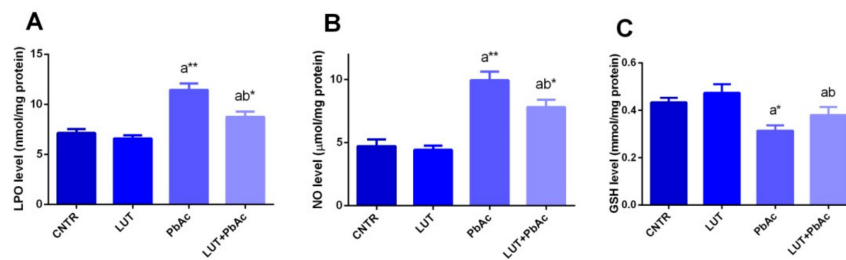 A
LPO level (nmol/mg protein)
15
10
5
0
a**
ab*
CNTR
LUT
PbAc
LUT+PbAc
B
NO level (µmol/mg protein)
15
10
5
0
a**
ab*
CNTR
LUT
PbAc
LUT+PbAc
C
GSH level (mmol/mg protein)
0.6
0.4
0.2
0.0
a*
ab
CNTR
LUT
PbAc
LUT+PbAc